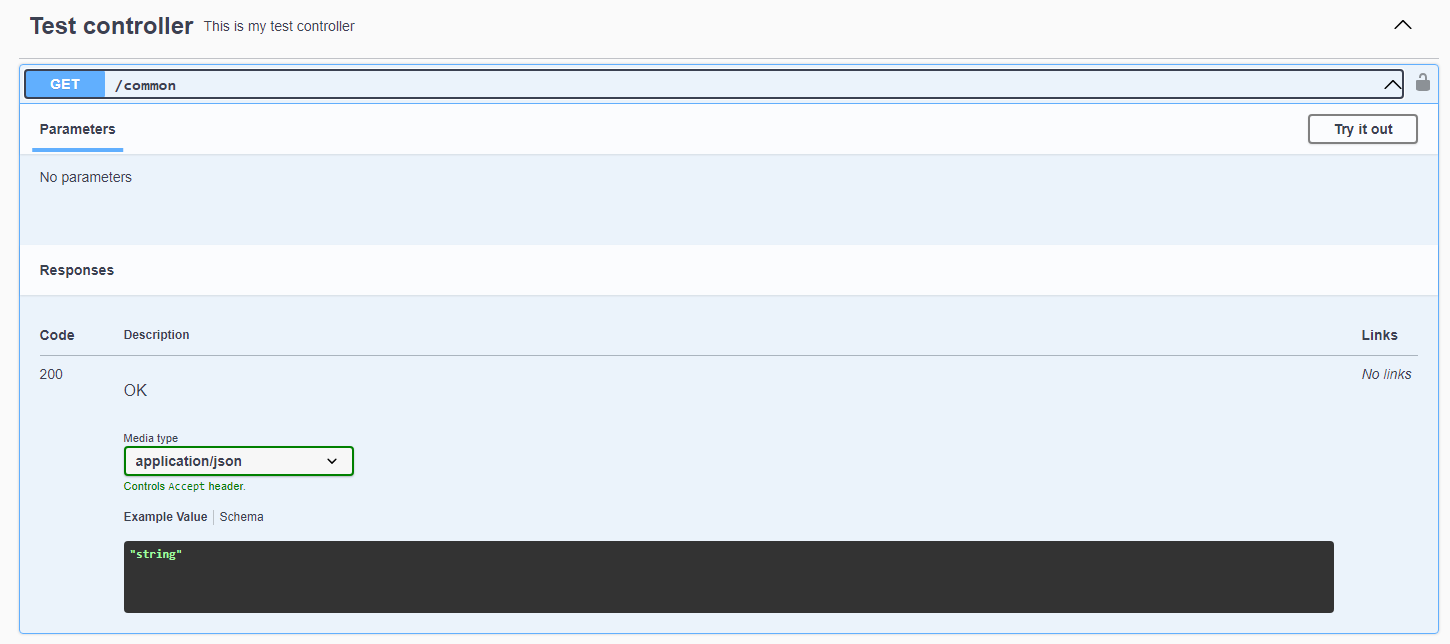 Test controller This is my test controller
GET /common
Parameters Try it out
No parameters
Responses
Code Description Links
200 No links
OK
Media type
application/json
Controls Accept header.
Example Value Schema
"string"